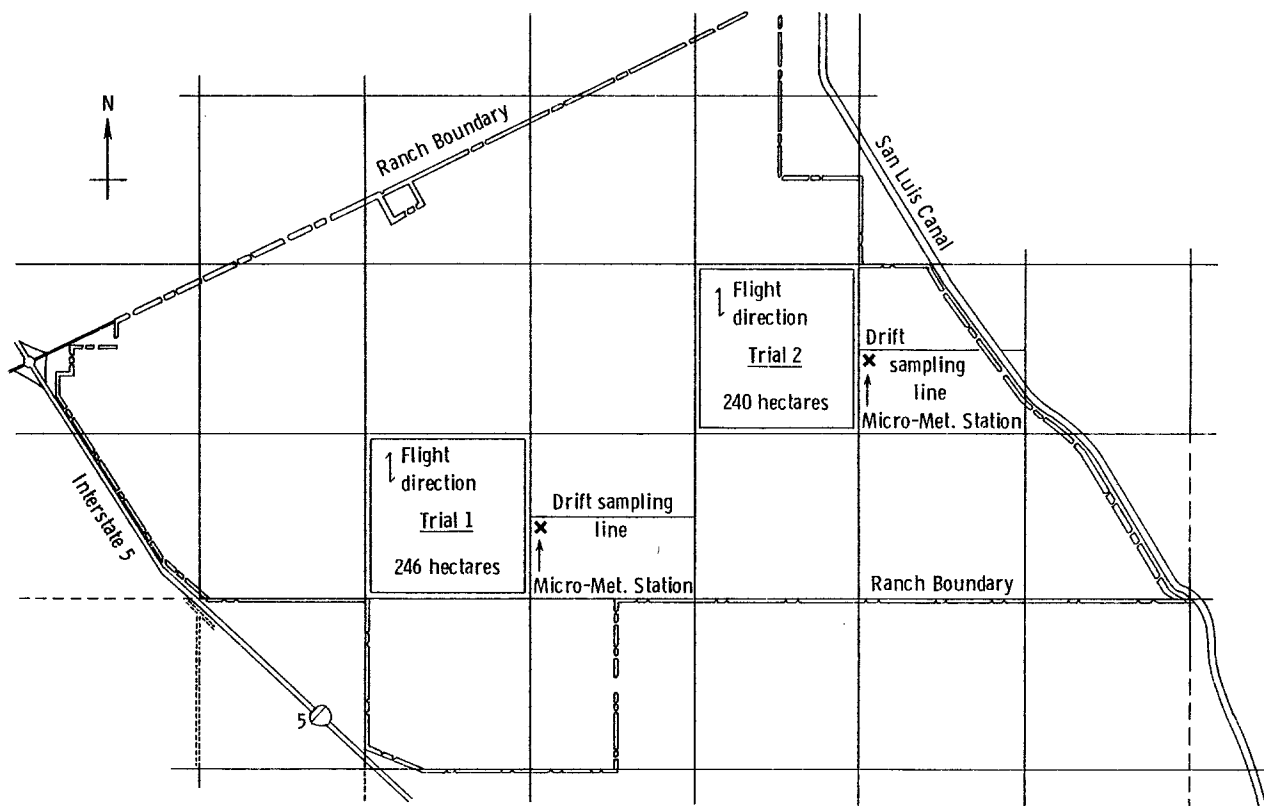 N
Ranch Boundary
San Luis Canal
Flight
direction
Trial 2
240 hectares
Drift
sampling
line
Micro-Met. Station
Interstate 5
Flight
direction
Trial 1
246 hectares
Drift sampling
line
Micro-Met. Station
Ranch Boundary
5